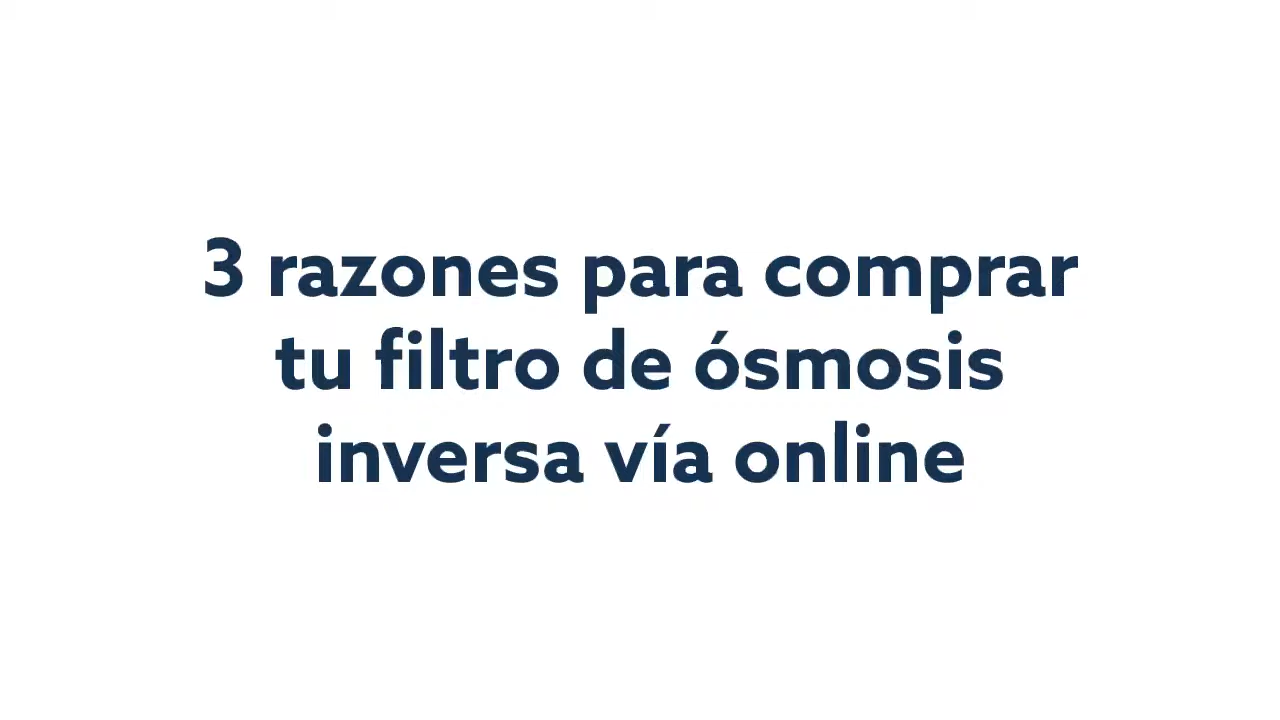 3 razones para comprar
tu filtro de ósmosis
inversa vía online